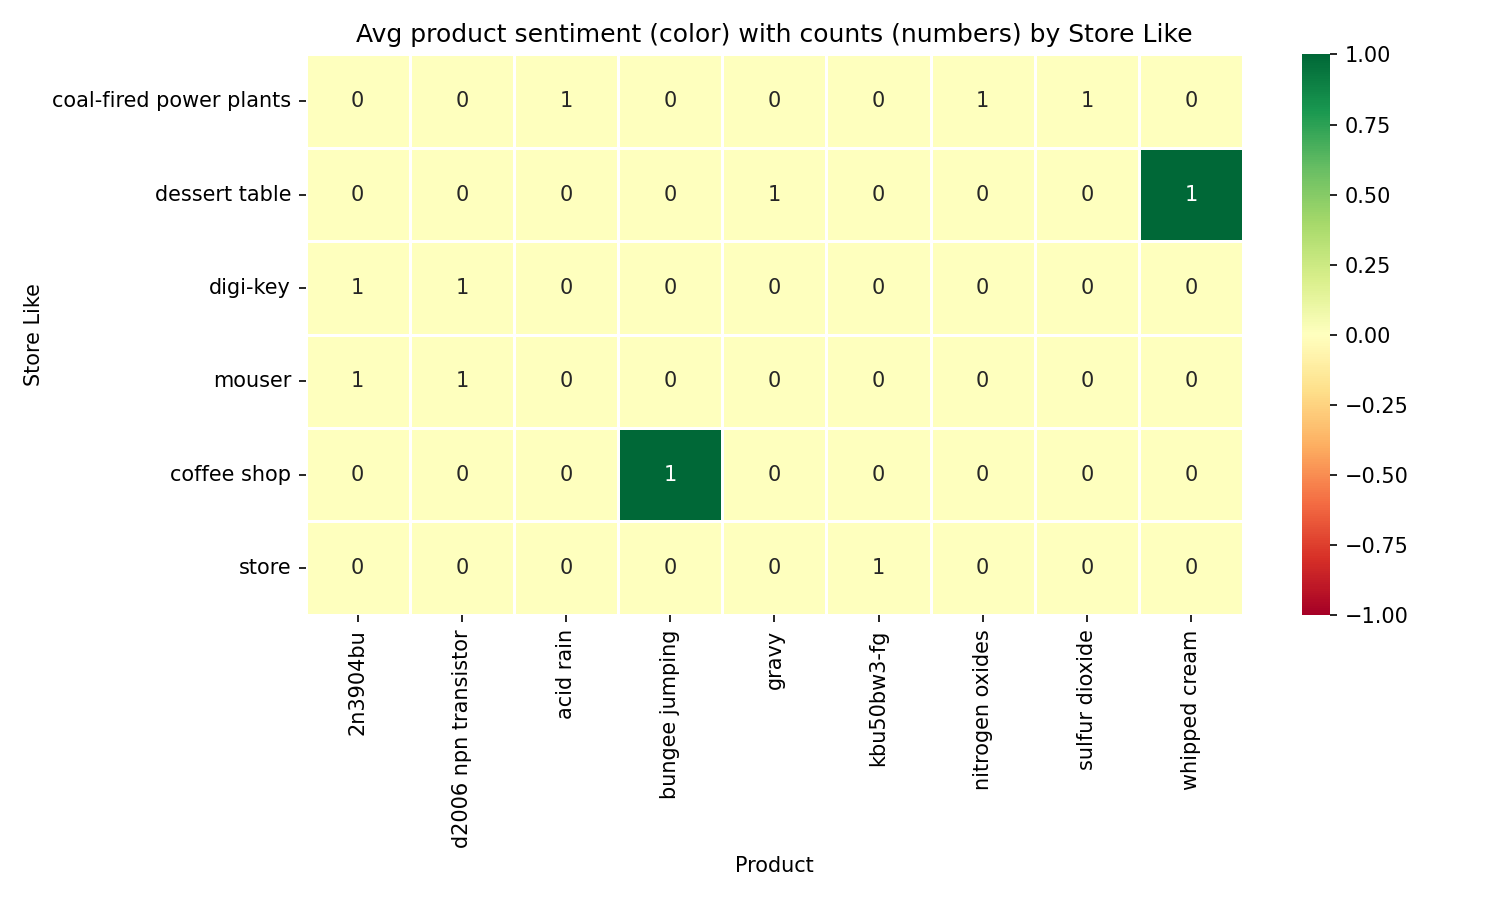 Avg product sentiment (color) with counts (numbers) by Store Like
coal-fired power plants 0 0 1 0 0 0 1 1 0
dessert table 0 0 0 0 1 0 0 0 1
digi-key 1 1 0 0 0 0 0 0 0
mouser 1 1 0 0 0 0 0 0 0
coffee shop 0 0 0 1 0 0 0 0 0
store 0 0 0 0 0 1 0 0 0
Store Like
2n3904bu
d2006 npn transistor
acid rain
bungee jumping
gravy
kbu50bw3-fg
nitrogen oxides
sulfur dioxide
whipped cream
Product
1.00
0.75
0.50
0.25
0.00
−0.25
−0.50
−0.75
−1.00